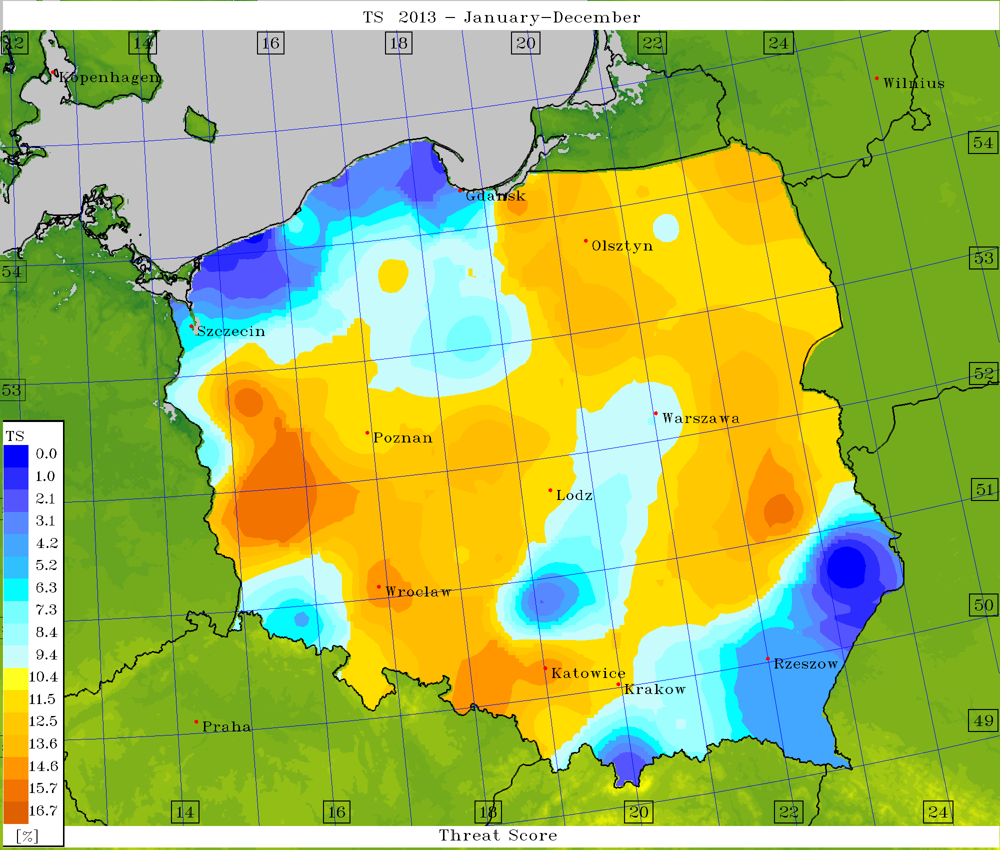 TS 2013 - January-December
12
14
16
18
20
22
24
Kopenhagen
Wilnius
54
Gdansk
Olsztyn
53
54
Szczecin
52
53
Warszawa
Poznan
TS
0.0
1.0
2.1
3.1
4.2
5.2
6.3
7.3
8.4
9.4
10.4
11.5
12.5
13.6
14.6
15.7
16.7
[%]
51
Lodz
Wroclaw
50
Rzeszow
Katowice
Krakow
49
Praha
14
16
18
20
22
24
Threat Score